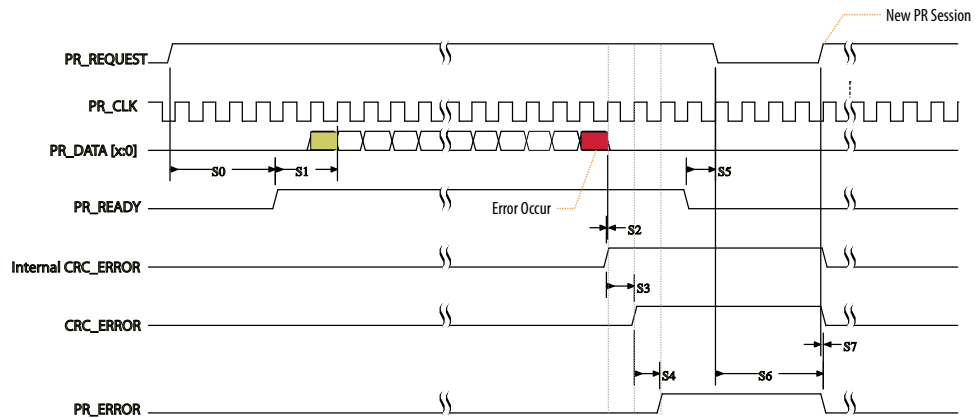 New PR Session
PR_REQUEST
PR_CLK
PR_DATA [x:0]
S0
S1
S5
PR_READY
Error Occur
S2
Internal CRC_ERROR
S3
CRC_ERROR
S7
S4
S6
PR_ERROR